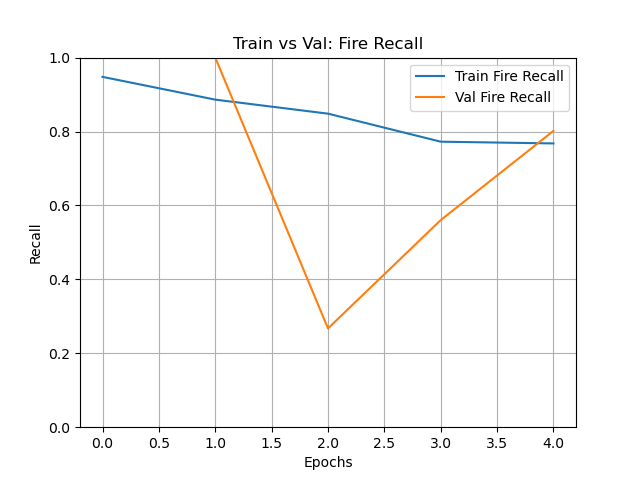 Train vs Val: Fire Recall
Train Fire Recall
Val Fire Recall
1.0
0.8
0.6
0.4
0.2
0.0
Recall
0.0 0.5 1.0 1.5 2.0 2.5 3.0 3.5 4.0
Epochs